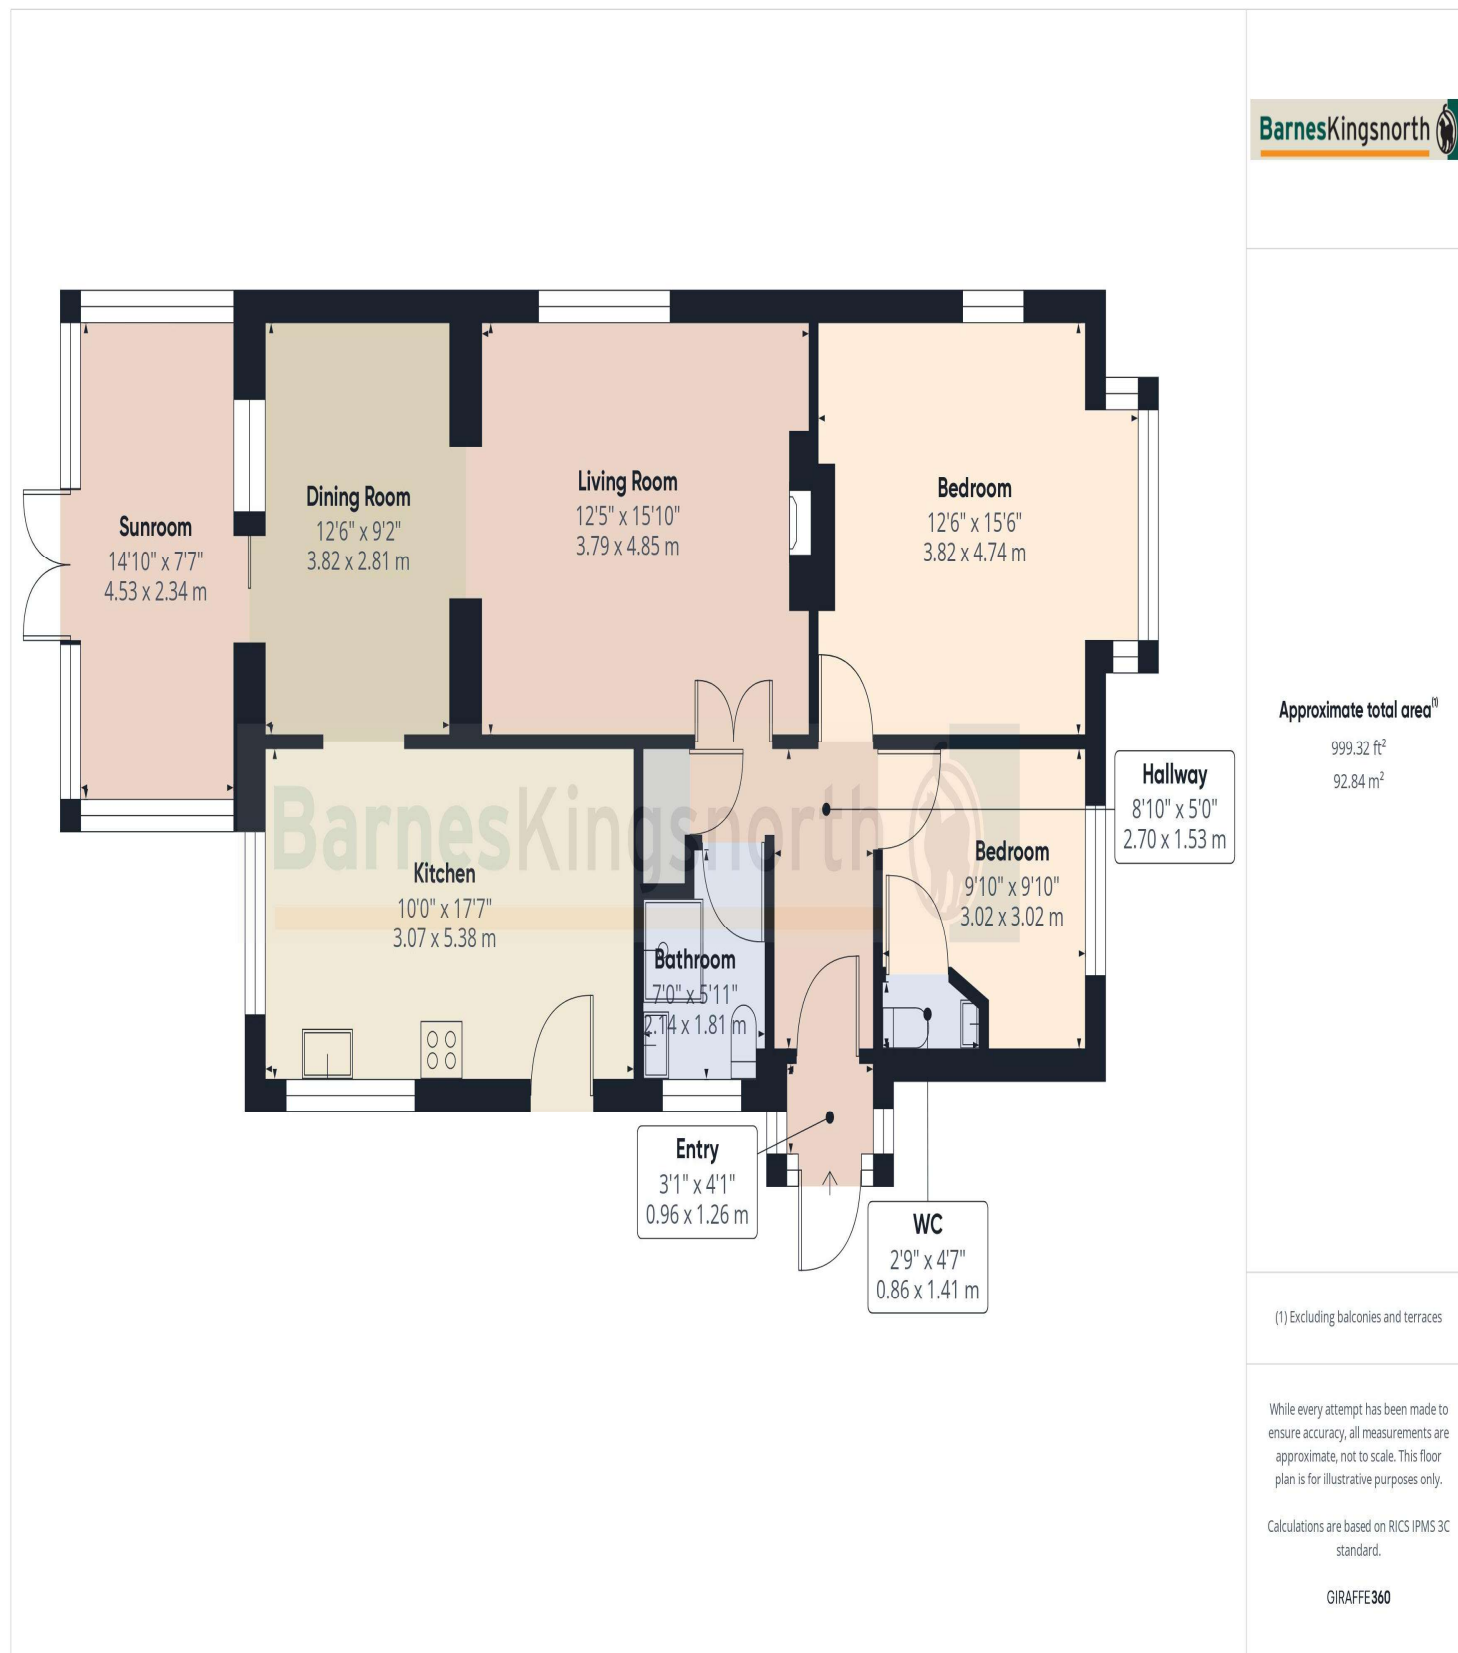 BarnesKingsnorth
Sunroom
14'10" x 7'7"
4.53 x 2.34 m
Dining Room
12'6" x 9'2"
3.82 x 2.81 m
Living Room
12'5" x 15'10"
3.79 x 4.85 m
Bedroom
12'6" x 15'6"
3.82 x 4.74 m
Hallway
8'10" x 5'0"
2.70 x 1.53 m
BarnesKingsnorth
Kitchen
10'0" x 17'7"
3.07 x 5.38 m
Bedroom
9'10" x 9'10"
3.02 x 3.02 m
Bathroom
7'0" x 5'11"
2.14 x 1.81 m
Entry
3'1" x 4'1"
0.96 x 1.26 m
WC
2'9" x 4'7"
0.86 x 1.41 m
Approximate total area(1)
999.32 ft²
92.84 m²
(1) Excluding balconies and terraces
While every attempt has been made to
ensure accuracy, all measurements are
approximate, not to scale. This floor
plan is for illustrative purposes only.
Calculations are based on RICS IPMS 3C
standard.
GIRAFFE360